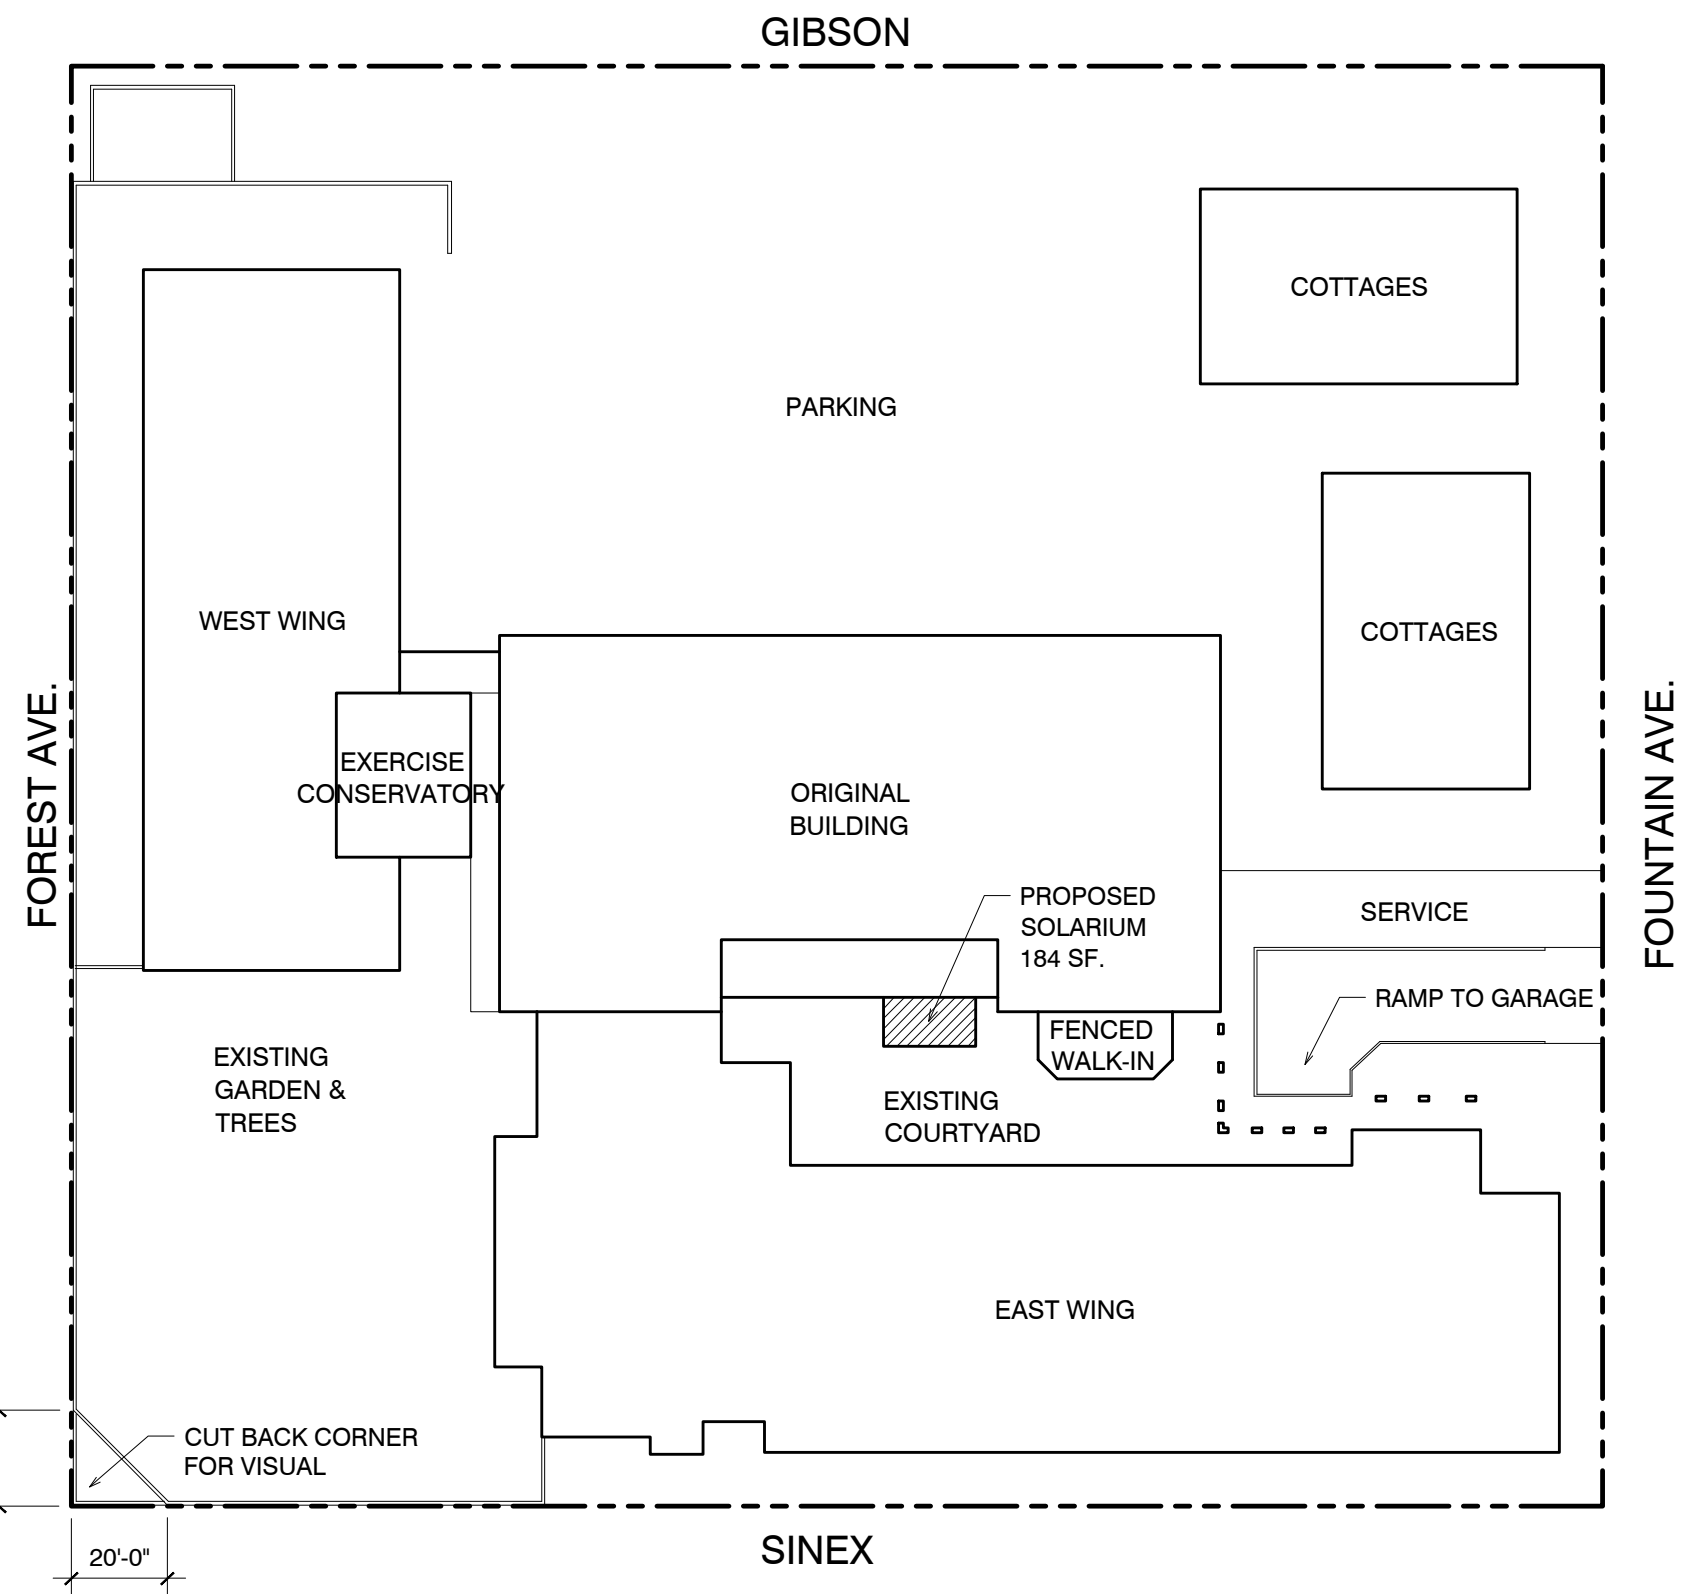 GIBSON
COTTAGES
PARKING
WEST WING
COTTAGES
FOREST AVE.
FOUNTAIN AVE.
EXERCISE
CONSERVATORY
ORIGINAL
BUILDING
PROPOSED
SOLARIUM
184 SF.
SERVICE
RAMP TO GARAGE
FENCED
WALK-IN
EXISTING
GARDEN &
TREES
EXISTING
COURTYARD
EAST WING
CUT BACK CORNER
FOR VISUAL
SINEX
20'-0"